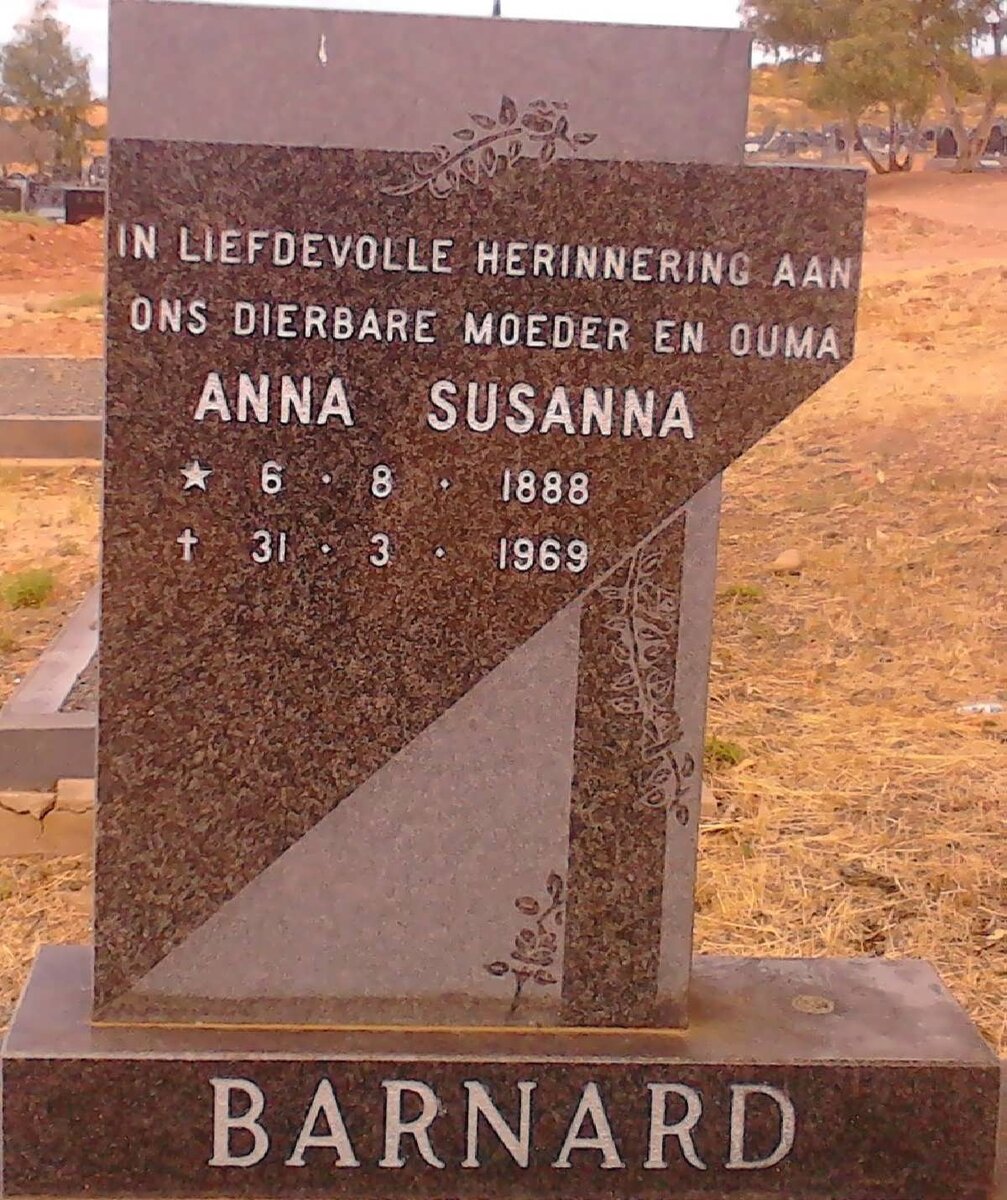 IN LIEFDEVOLLE HERINNERING AAN
ONS DIERBARE MOEDER EN OUMA
ANNA SUSANNA
★ 6 · 8 · 1888
✝ 31 · 3 · 1969
BARNARD